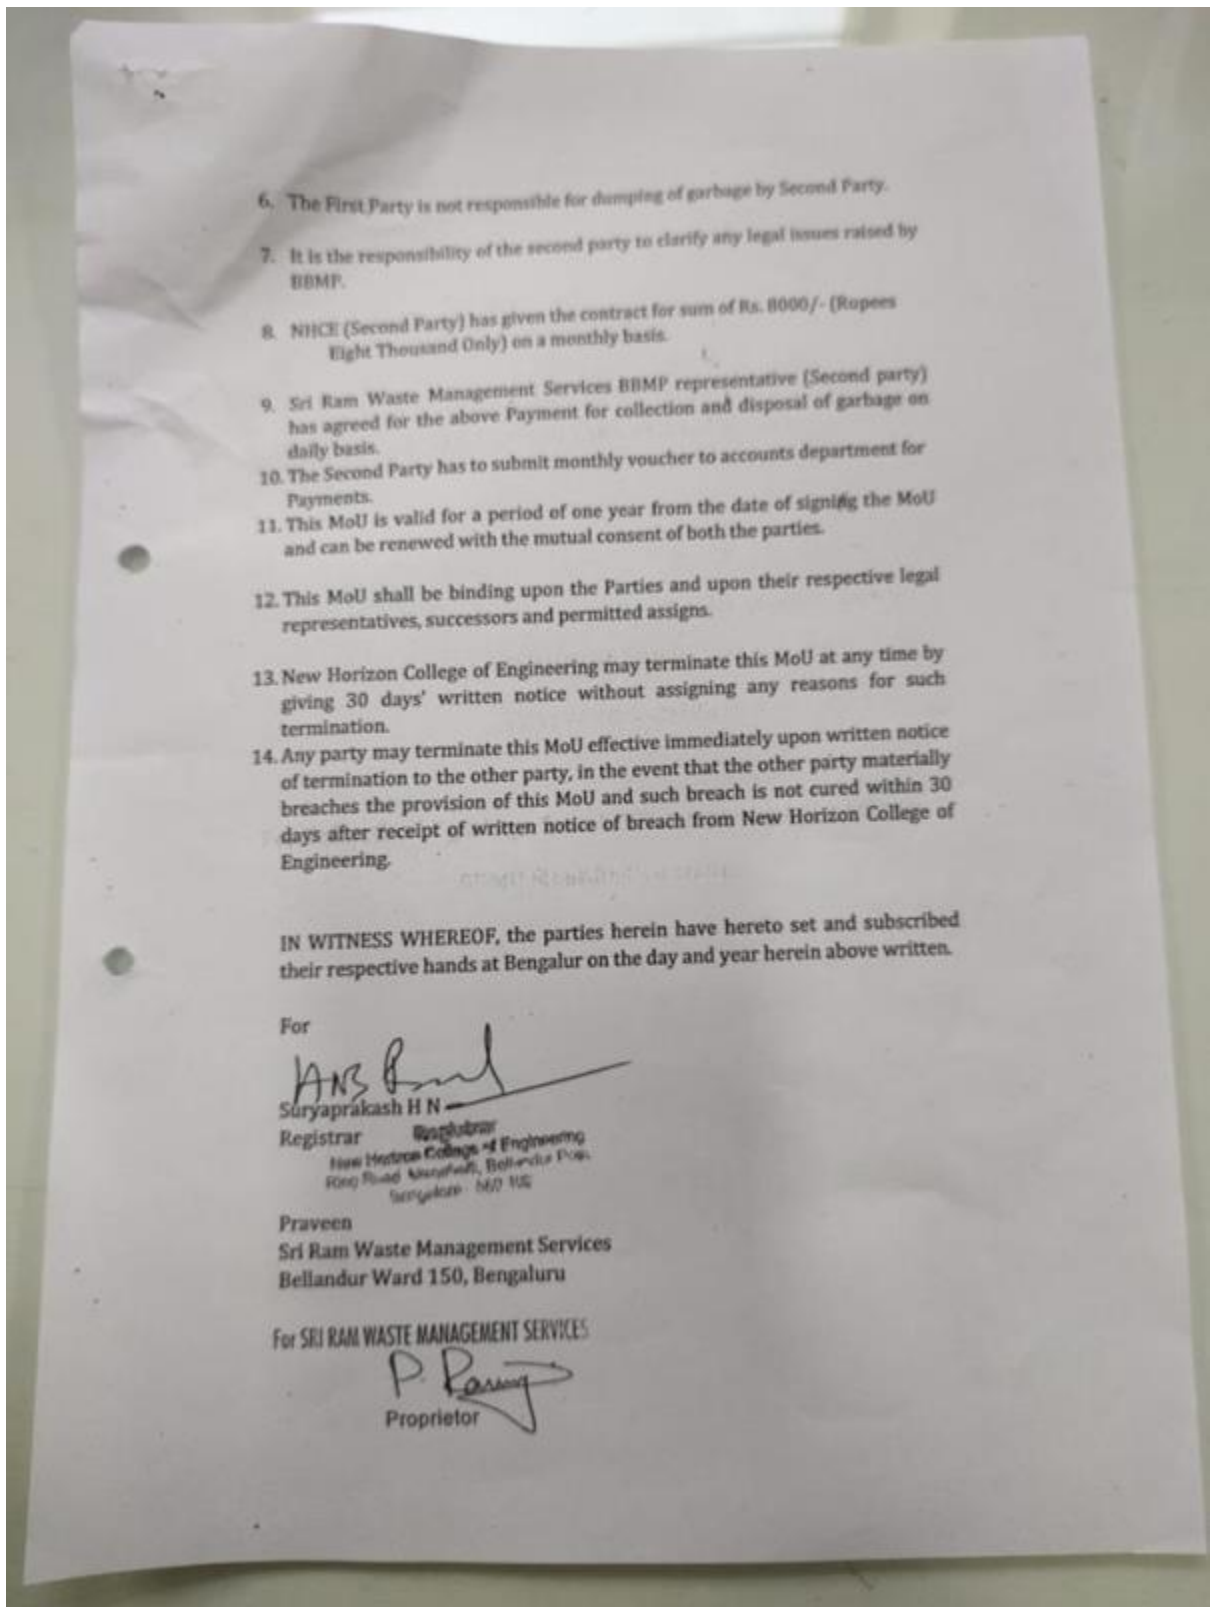 6. The First Party is not responsible for dumping of garbage by Second Party.
7. It is the responsibility of the second party to clarify any legal issues raised by
BBMP.
8. NHCE (Second Party) has given the contract for sum of Rs. 8000/- (Rupees
Eight Thousand Only) on a monthly basis.
9. Sri Ram Waste Management Services BBMP representative (Second party)
has agreed for the above Payment for collection and disposal of garbage on
daily basis.
10. The Second Party has to submit monthly voucher to accounts department for
Payments.
11. This MoU is valid for a period of one year from the date of signing the MoU
and can be renewed with the mutual consent of both the parties.
12. This MoU shall be binding upon the Parties and upon their respective legal
representatives, successors and permitted assigns.
13. New Horizon College of Engineering may terminate this MoU at any time by
giving 30 days' written notice without assigning any reasons for such
termination.
14. Any party may terminate this MoU effective immediately upon written notice
of termination to the other party, in the event that the other party materially
breaches the provision of this MoU and such breach is not cured within 30
days after receipt of written notice of breach from New Horizon College of
Engineering.
IN WITNESS WHEREOF, the parties herein have hereto set and subscribed
their respective hands at Bengalur on the day and year herein above written.
For
Suryaprakash H N
Registrar
Registrar
New Horizon College of Engineering
Ring Road Bellandur Post,
Bangalore
Praveen
Sri Ram Waste Management Services
Bellandur Ward 150, Bengaluru
For SRI RAM WASTE MANAGEMENT SERVICES
P.
Proprietor